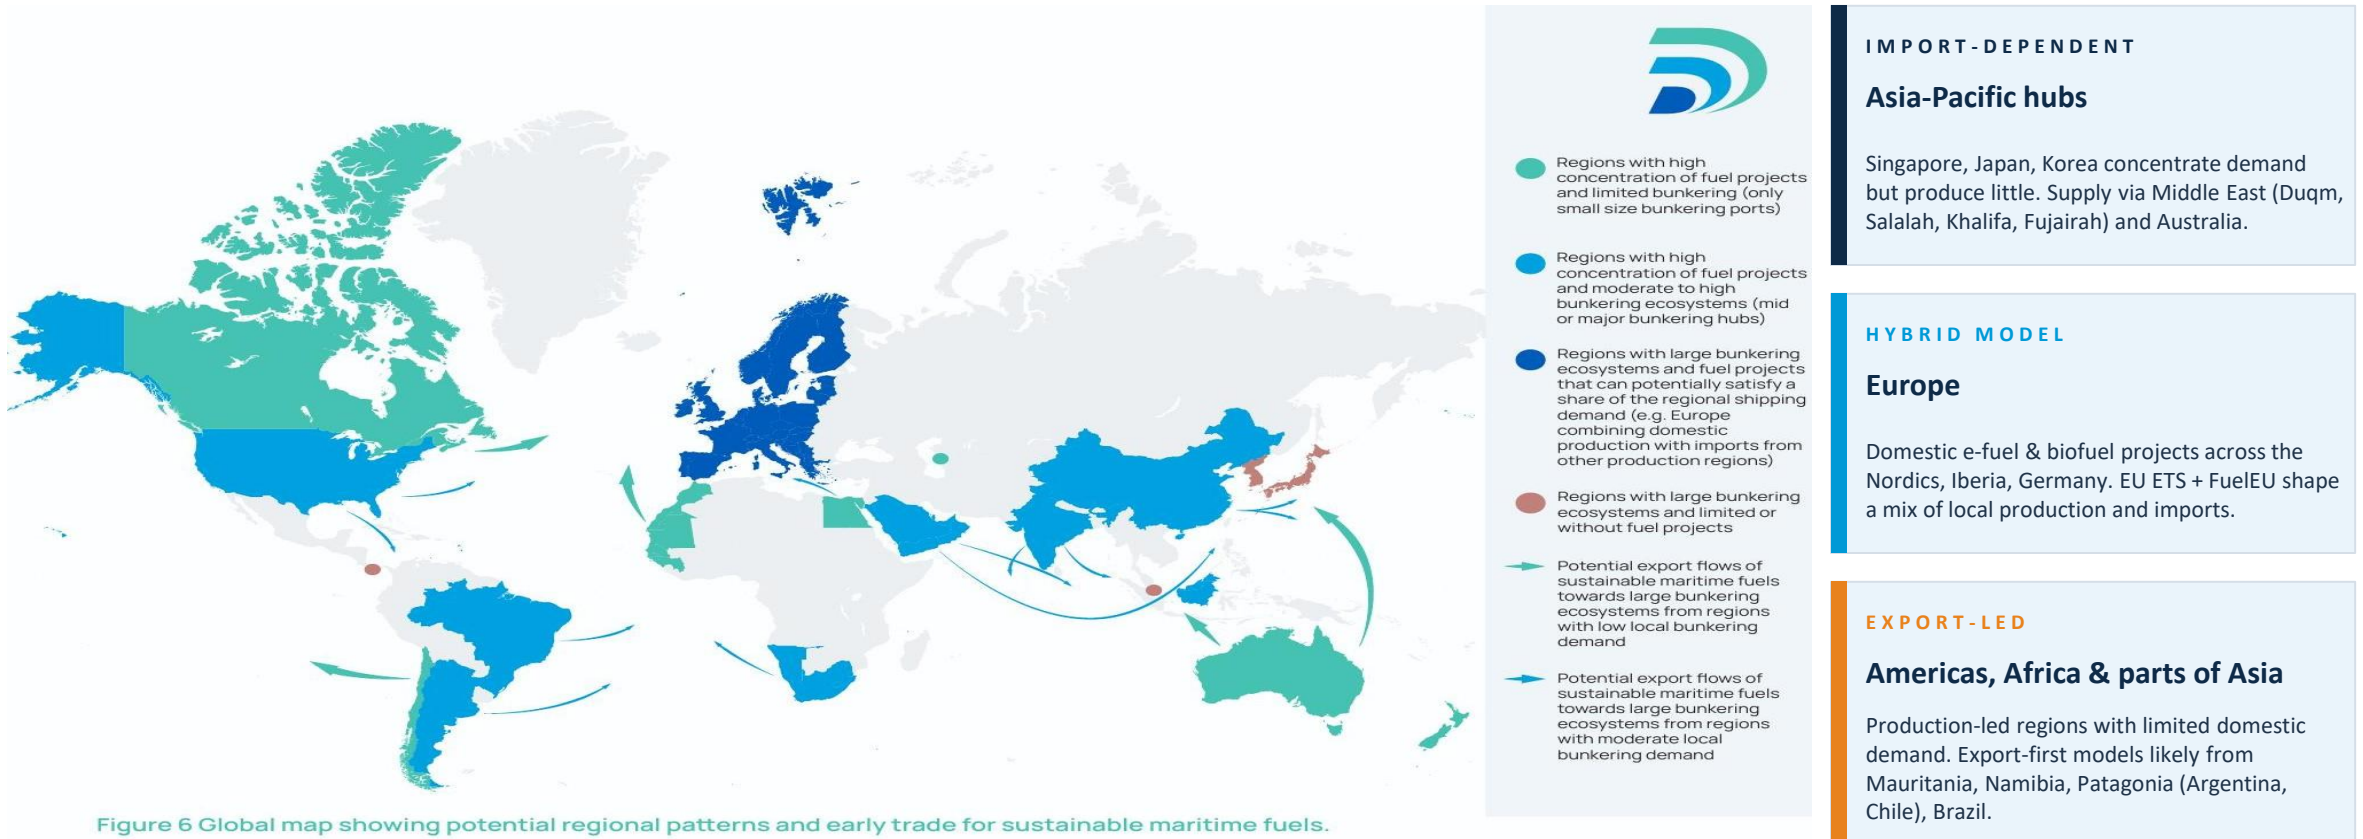 Regions with high
concentration of fuel projects
and limited bunkering (only
small size bunkering ports)
Regions with high
concentration of fuel projects
and moderate to high
bunkering ecosystems (mid
or major bunkering hubs)
Regions with large bunkering
ecosystems and fuel projects
that can potentially satisfy a
share of the regional shipping
demand (e.g. Europe
combining domestic
production with imports from
other production regions)
Regions with large bunkering
ecosystems and limited or
without fuel projects
Potential export flows of
sustainable maritime fuels
towards large bunkering
ecosystems from regions
with low local bunkering
demand
Potential export flows of
sustainable maritime fuels
towards large bunkering
ecosystems from regions
with moderate local
bunkering demand
Figure 6 Global map showing potential regional patterns and early trade for sustainable maritime fuels.
IMPORT-DEPENDENT
Asia-Pacific hubs
Singapore, Japan, Korea concentrate demand
but produce little. Supply via Middle East (Duqm,
Salalah, Khalifa, Fujairah) and Australia.
HYBRID MODEL
Europe
Domestic e-fuel & biofuel projects across the
Nordics, Iberia, Germany. EU ETS + FuelEU shape
a mix of local production and imports.
EXPORT-LED
Americas, Africa & parts of Asia
Production-led regions with limited domestic
demand. Export-first models likely from
Mauritania, Namibia, Patagonia (Argentina,
Chile), Brazil.